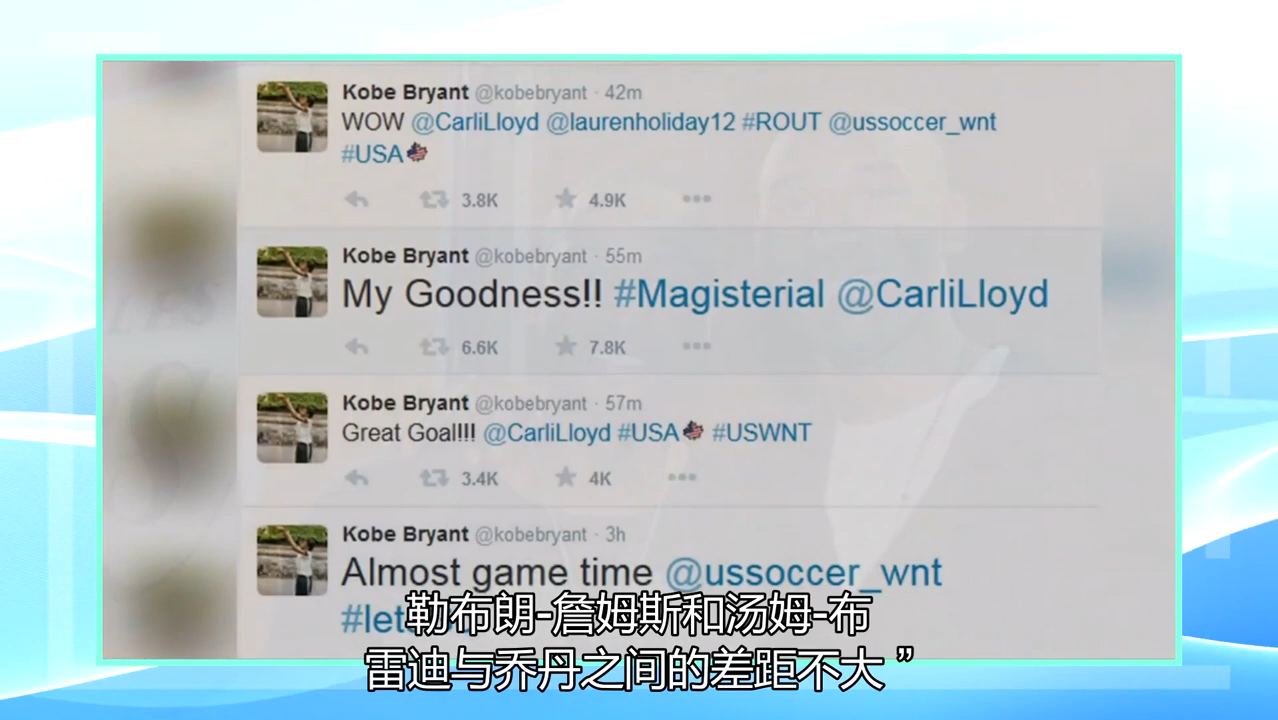 Kobe Bryant @kobebryant · 42m
WOW @CarliLloyd @laurenholiday12 #ROUT @ussoccer_wnt
#USA
3.8K 4.9K
Kobe Bryant @kobebryant · 55m
My Goodness!! #Magisterial @CarliLloyd
6.6K 7.8K
Kobe Bryant @kobebryant · 57m
Great Goal!!! @CarliLloyd #USA #USWNT
3.4K 4K
Kobe Bryant @kobebryant · 3h
Almost game time @ussoccer_wnt
勒布朗-詹姆斯和汤姆-布
雷迪与乔丹之间的差距不大”